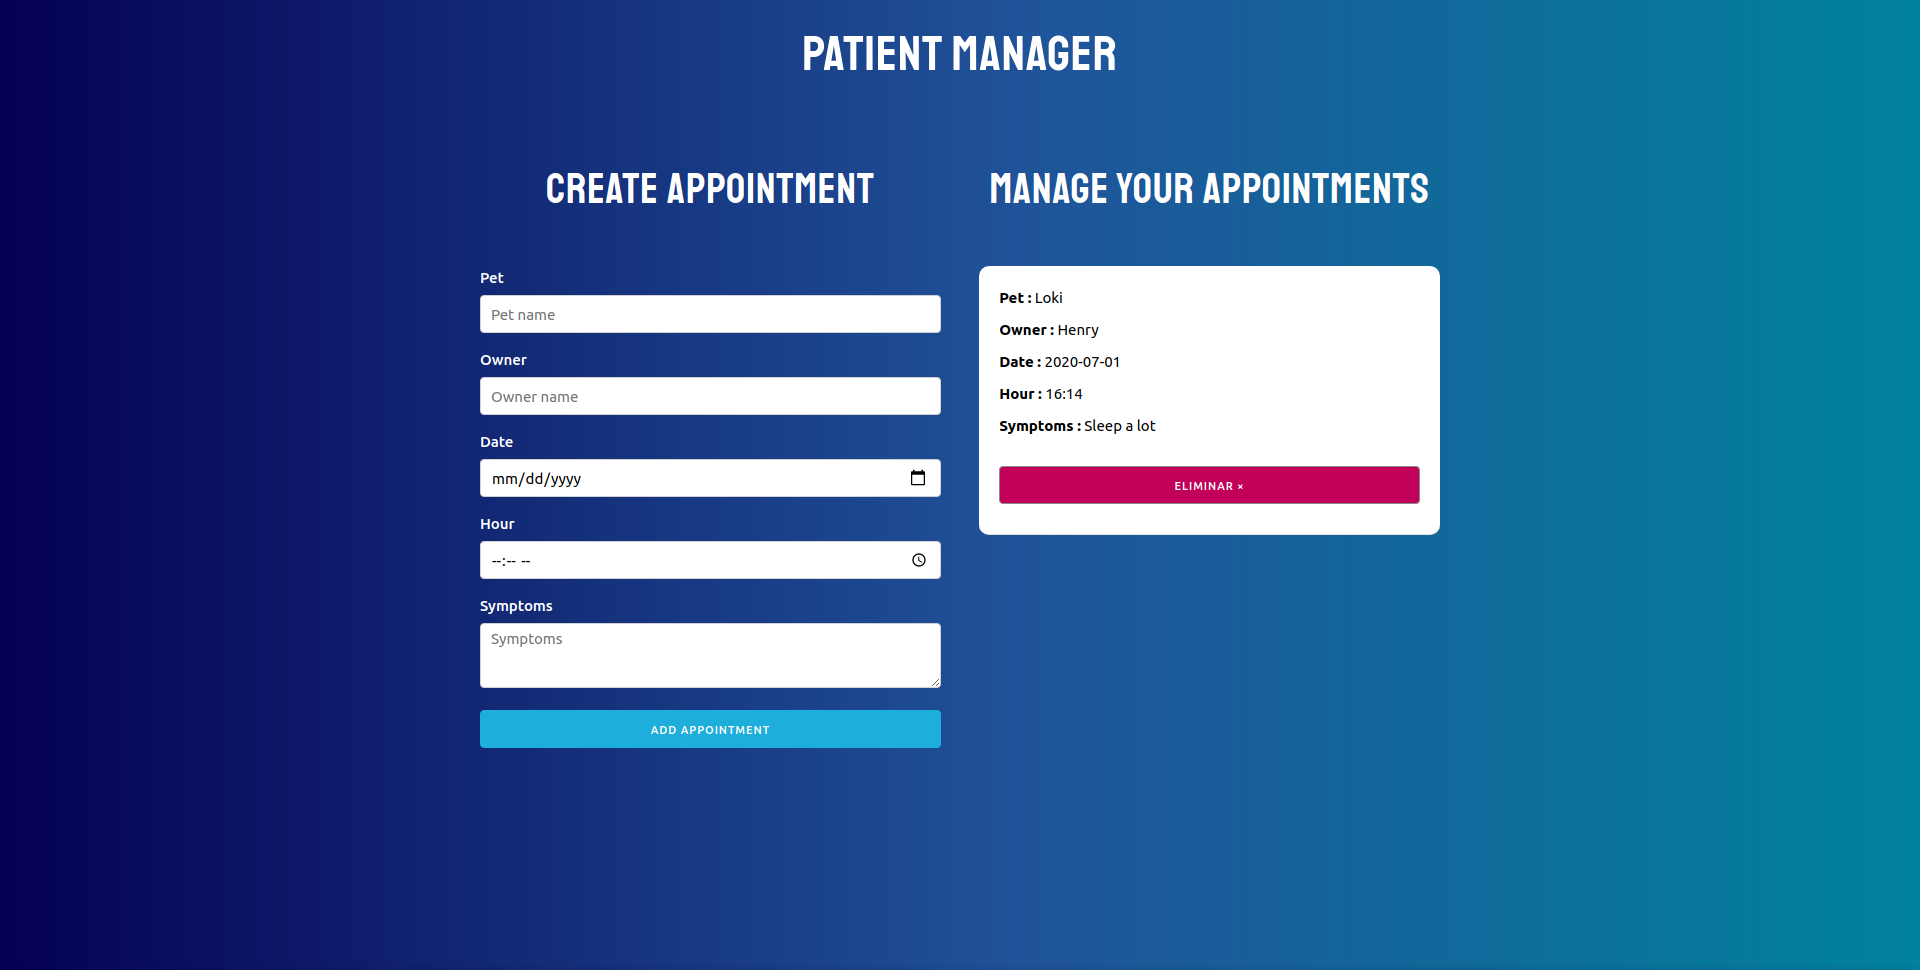 PATIENT MANAGER
CREATE APPOINTMENT
Pet
Pet name
Owner
Owner name
Date
mm/dd/yyyy
Hour
--:-- --
Symptoms
Symptoms
ADD APPOINTMENT
MANAGE YOUR APPOINTMENTS
Pet : Loki
Owner : Henry
Date : 2020-07-01
Hour : 16:14
Symptoms : Sleep a lot
ELIMINAR ×